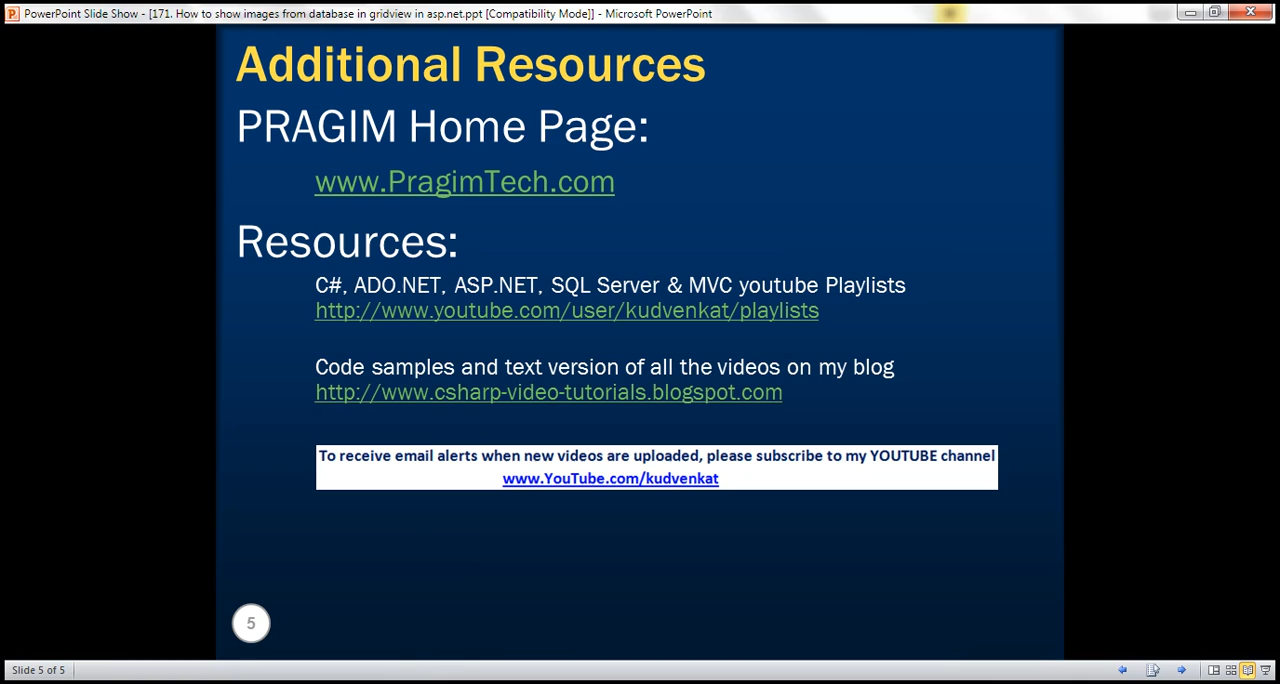 PowerPoint Slide Show - [171. How to show images from database in gridview in asp.net.ppt [Compatibility Mode]] - Microsoft PowerPoint
Additional Resources
PRAGIM Home Page:
www.PragimTech.com
Resources:
C#, ADO.NET, ASP.NET, SQL Server & MVC youtube Playlists
http://www.youtube.com/user/kudvenkat/playlists
Code samples and text version of all the videos on my blog
http://www.csharp-video-tutorials.blogspot.com
To receive email alerts when new videos are uploaded, please subscribe to my YOUTUBE channel
www.YouTube.com/kudvenkat
5
Slide 5 of 5